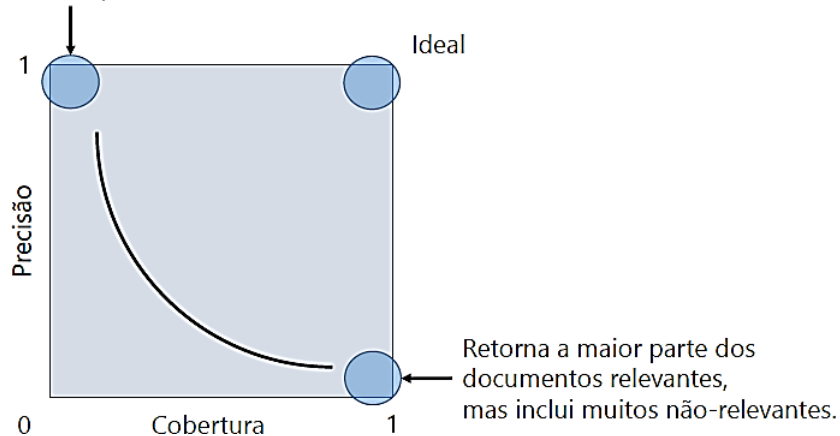 1
Ideal
Precisão
Retorna a maior parte dos
documentos relevantes,
mas inclui muitos não-relevantes.
0
Cobertura
1